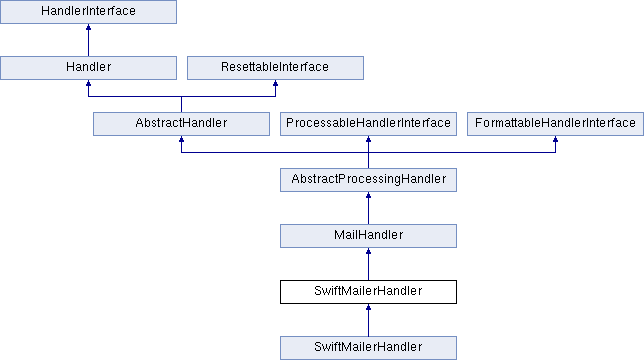 HandlerInterface
Handler
ResettableInterface
AbstractHandler
ProcessableHandlerInterface
FormattableHandlerInterface
AbstractProcessingHandler
MailHandler
SwiftMailerHandler
SwiftMailerHandler